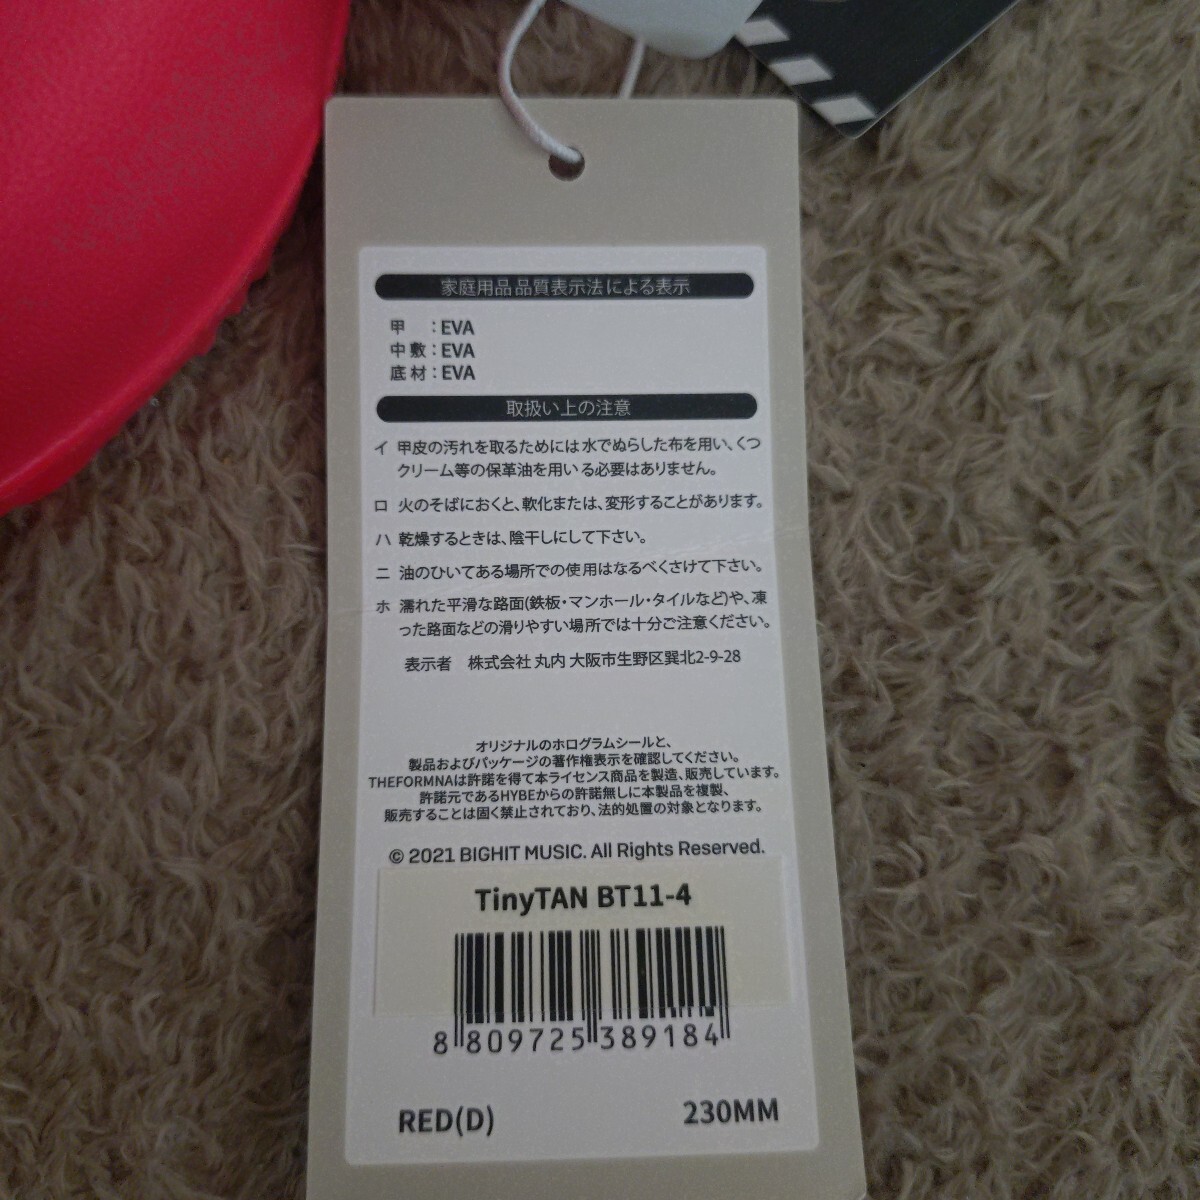 家庭用品品質表示法による表示
甲 : EVA
中敷 : EVA
底材 : EVA
取扱い上の注意
イ 甲皮の汚れを取るためには水でぬらした布を用い、くつ
クリーム等の保革油を用いる必要はありません。
ロ 火のそばにおくと、軟化または、変形することがあります。
ハ 乾燥するときは、陰干しにして下さい。
ニ 油のひいてある場所での使用はなるべくさけて下さい。
ホ 濡れた平滑な路面(鉄板・マンホール・タイルなど)や、凍
った路面などの滑りやすい場所では十分ご注意ください。
表示者 株式会社 丸内 大阪市生野区巽北2-9-28
オリジナルのホログラムシールと、
製品およびパッケージの著作権表示を確認してください。
THEFORMNAは許諾を得て本ライセンス商品を製造、販売しています。
許諾元であるHYBEからの許諾無しに本製品を複製、
販売することは固く禁止されており、法的処置の対象となります。
© 2021 BIGHIT MUSIC. All Rights Reserved.
TinyTAN BT11-4
8 809725 389184
RED(D) 230MM